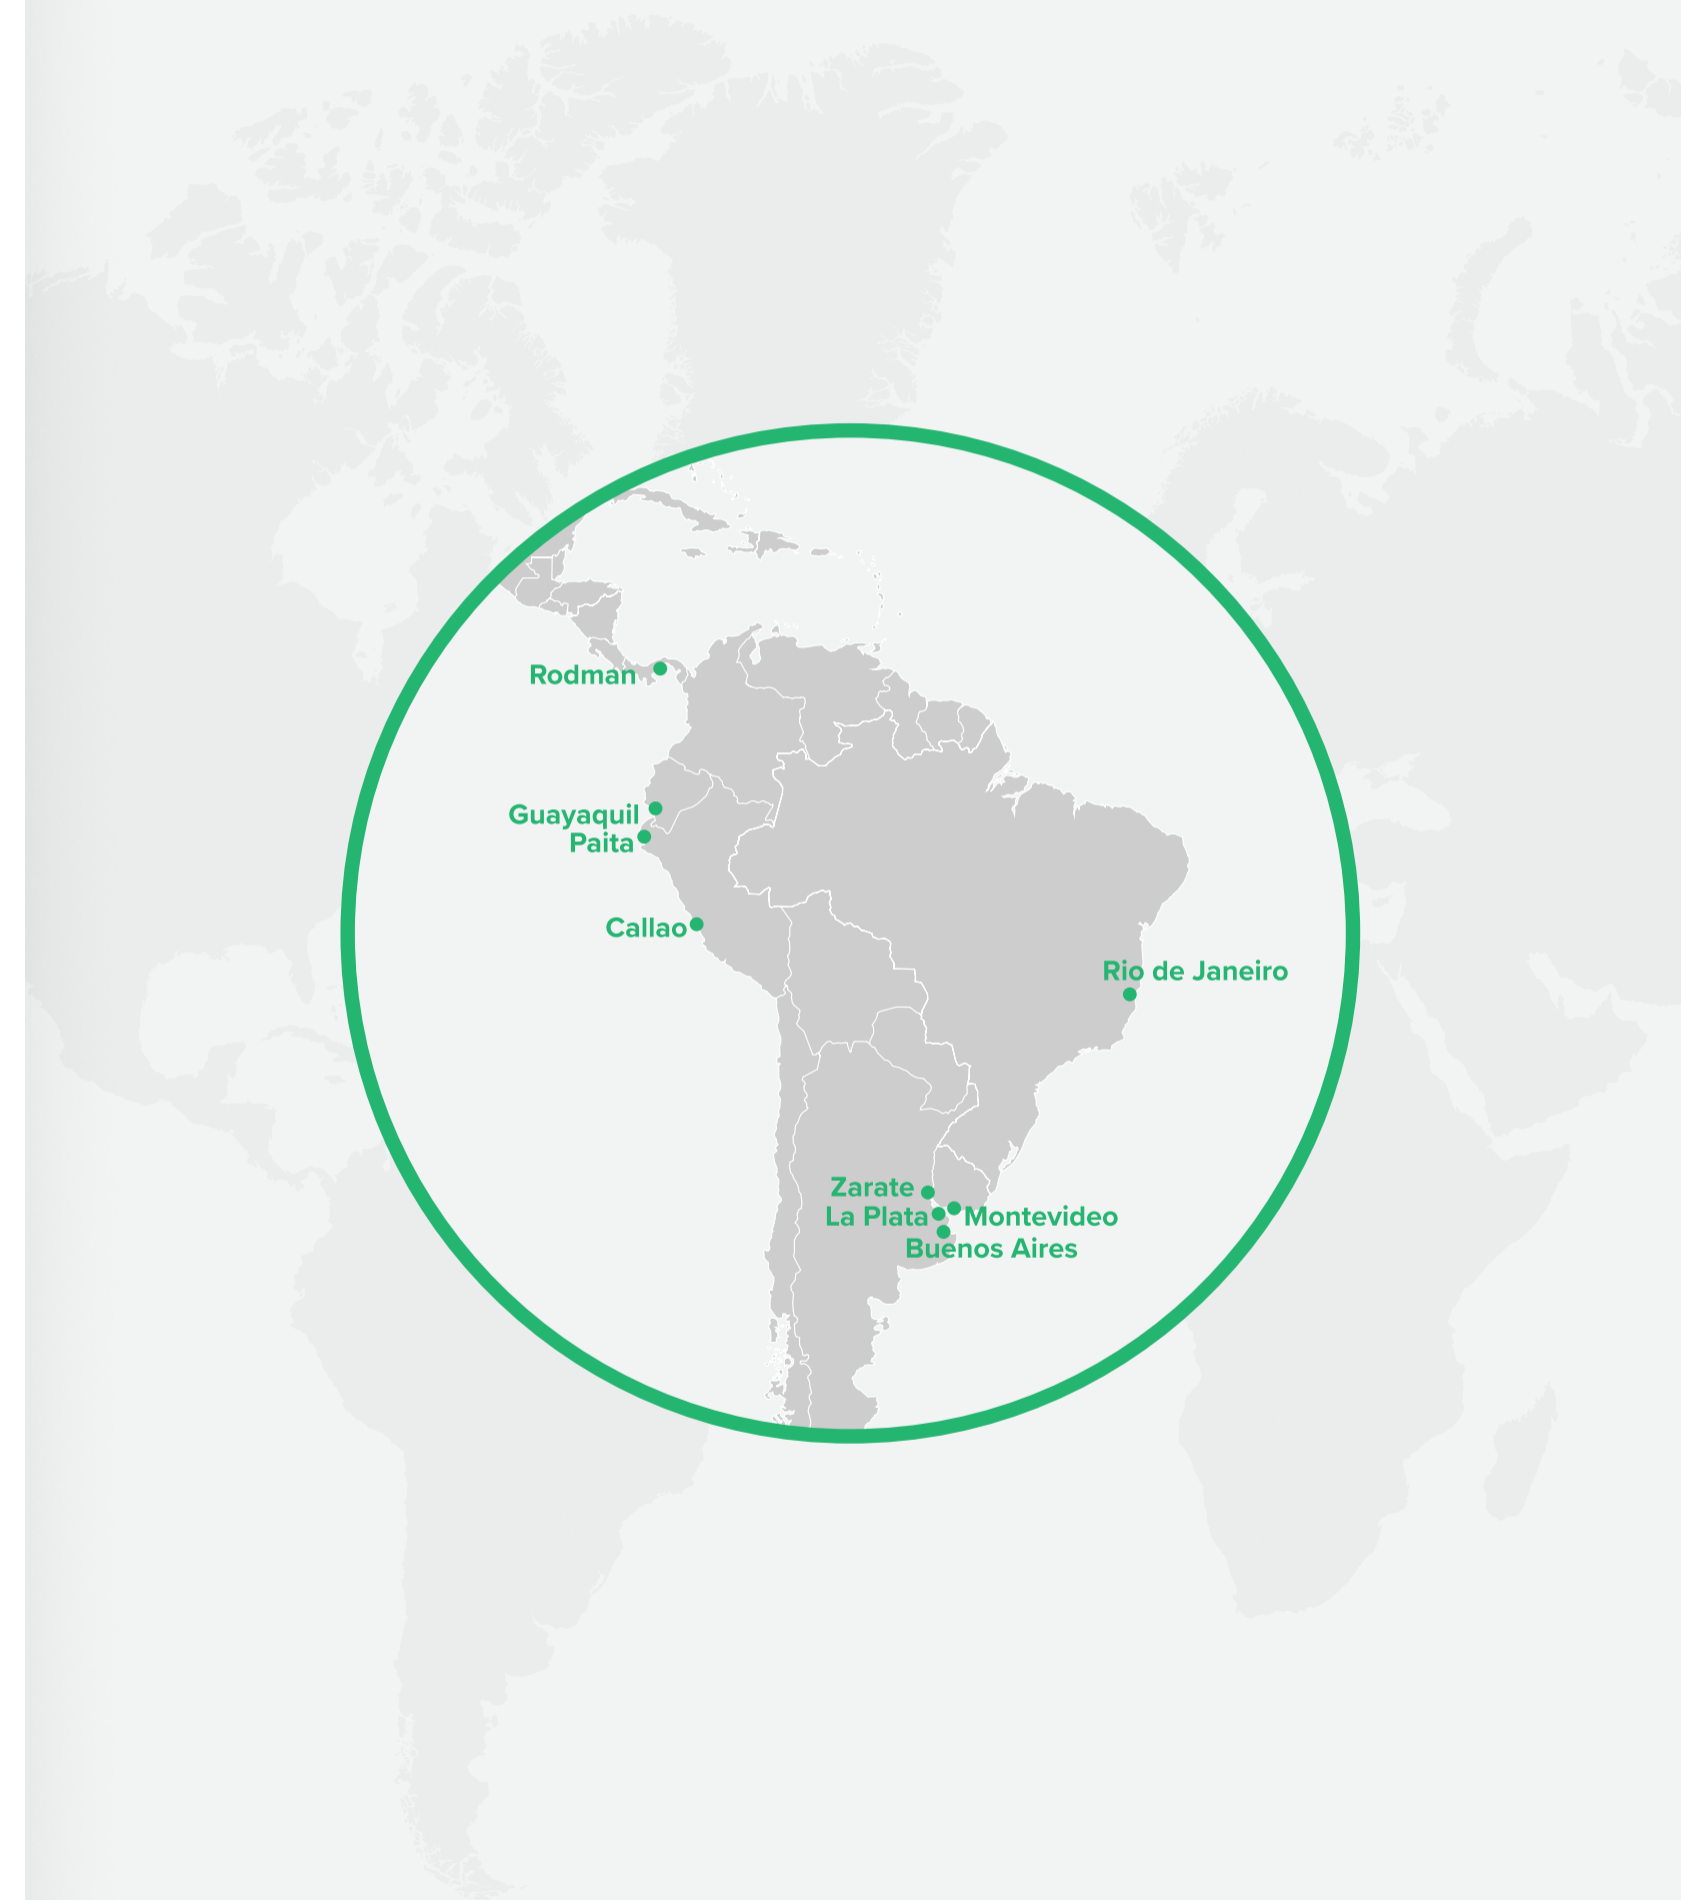 Rodman
Guayaquil
Paita
Callao
Rio de Janeiro
Zarate
La Plata
Montevideo
Buenos Aires